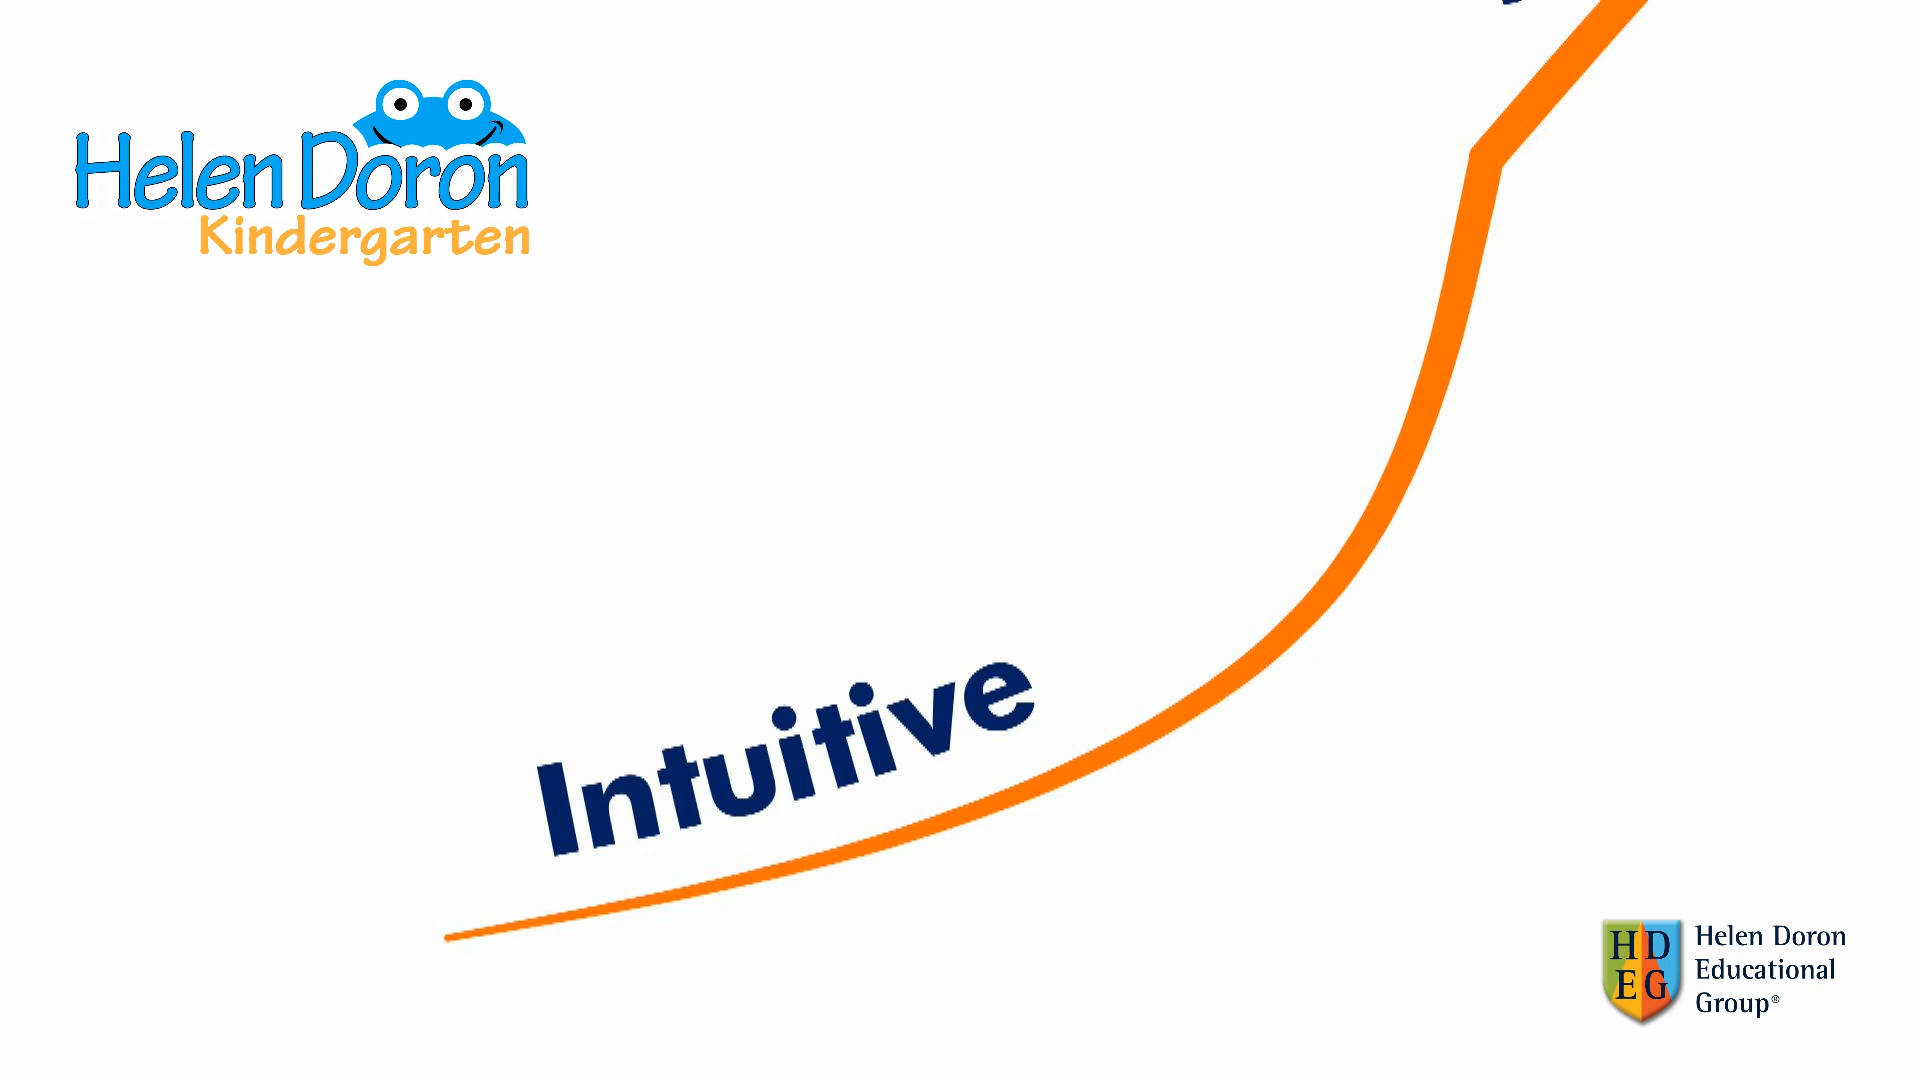 Helen Doron
Kindergarten
Intuitive
HD
EG
Helen Doron
Educational
Group®